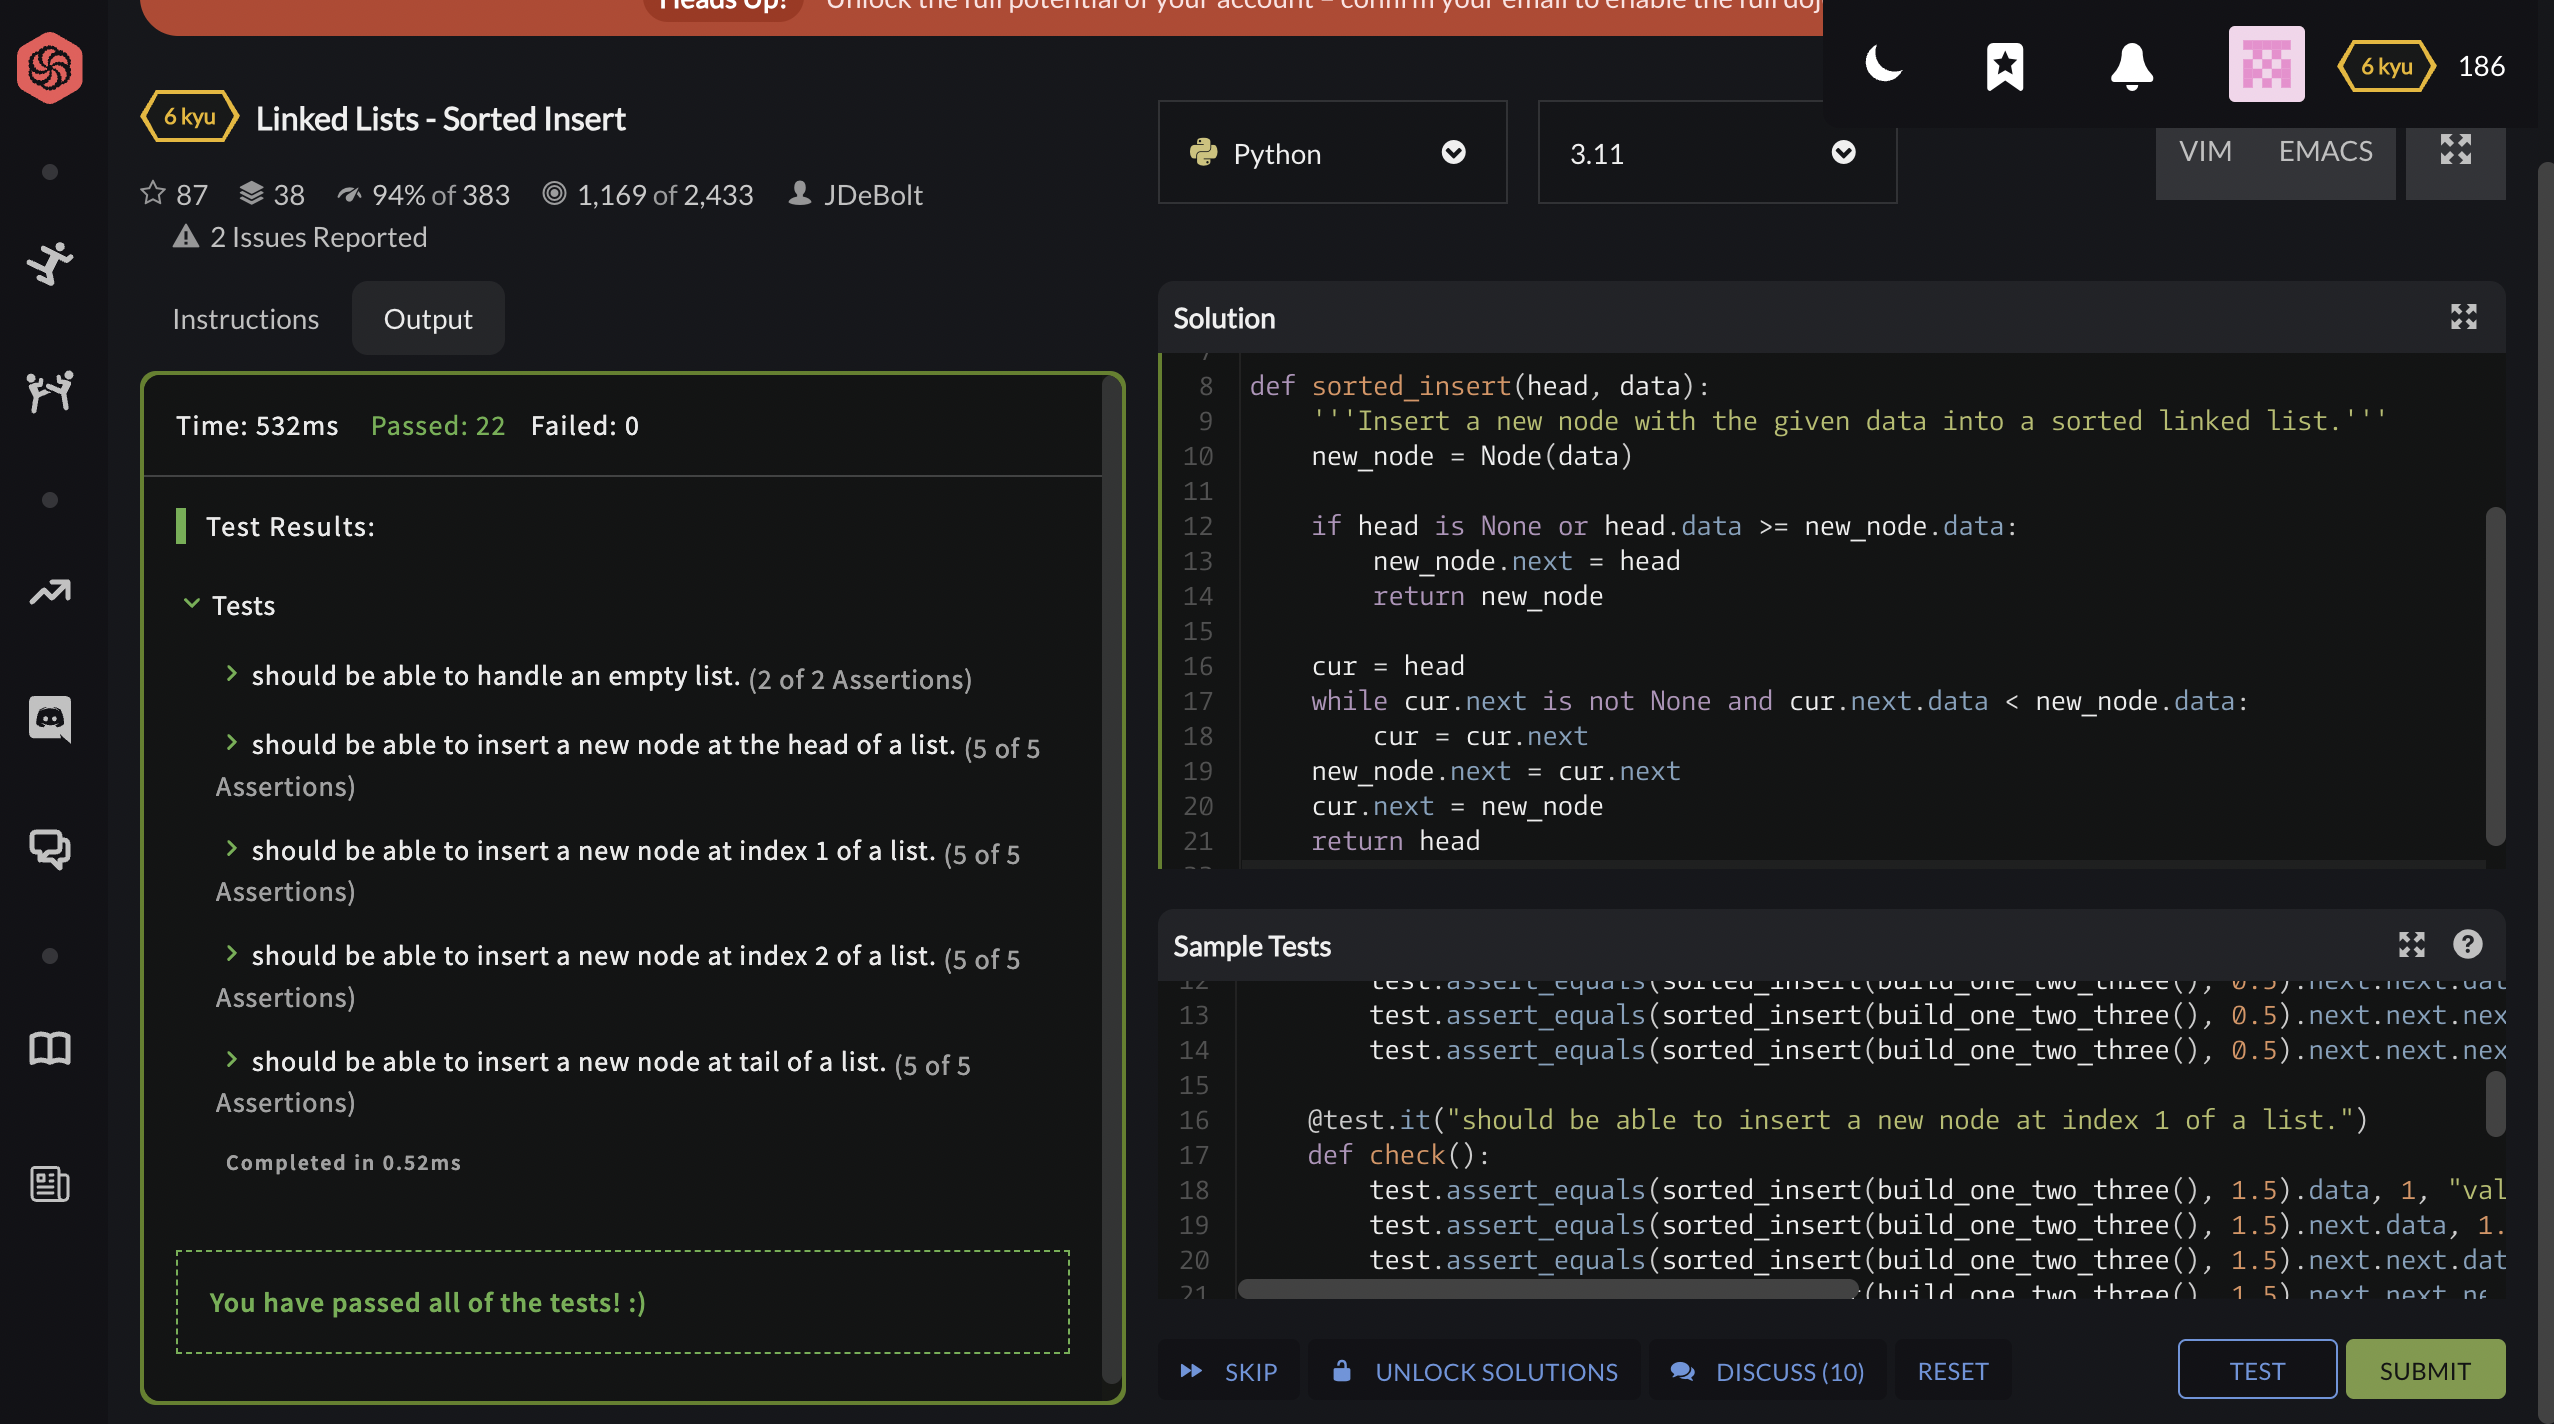 Heads Up! Unlock the full potential of your account – confirm your email to enable the full
6 kyu 186
6 kyu Linked Lists - Sorted Insert
87 38 94% of 383 1,169 of 2,433 JDeBolt
2 Issues Reported
Python 3.11 VIM EMACS
Instructions Output
Time: 532ms Passed: 22 Failed: 0
Test Results:
Tests
should be able to handle an empty list. (2 of 2 Assertions)
should be able to insert a new node at the head of a list. (5 of 5
Assertions)
should be able to insert a new node at index 1 of a list. (5 of 5
Assertions)
should be able to insert a new node at index 2 of a list. (5 of 5
Assertions)
should be able to insert a new node at tail of a list. (5 of 5
Assertions)
Completed in 0.52ms
You have passed all of the tests! :)
Solution
8 def sorted_insert(head, data):
9 '''Insert a new node with the given data into a sorted linked list.'''
10 new_node = Node(data)
11
12 if head is None or head.data >= new_node.data:
13 new_node.next = head
14 return new_node
15
16 cur = head
17 while cur.next is not None and cur.next.data < new_node.data:
18 cur = cur.next
19 new_node.next = cur.next
20 cur.next = new_node
21 return head
Sample Tests
12 test.assert_equals(sorted_insert(build_one_two_three(), 0.5).next.next.dat
13 test.assert_equals(sorted_insert(build_one_two_three(), 0.5).next.next.nex
14 test.assert_equals(sorted_insert(build_one_two_three(), 0.5).next.next.nex
15
16 @test.it("should be able to insert a new node at index 1 of a list.")
17 def check():
18 test.assert_equals(sorted_insert(build_one_two_three(), 1.5).data, 1, "val
19 test.assert_equals(sorted_insert(build_one_two_three(), 1.5).next.data, 1.
20 test.assert_equals(sorted_insert(build_one_two_three(), 1.5).next.next.dat
21 (build_one_two_three(), 1.5).next.next.ne
SKIP UNLOCK SOLUTIONS DISCUSS (10) RESET TEST SUBMIT